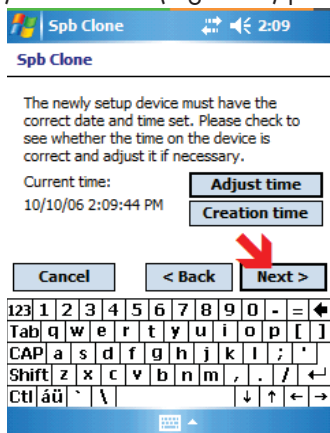 Spb Clone 2:09
Spb Clone
The newly setup device must have the
correct date and time set. Please check to
see whether the time on the device is
correct and adjust it if necessary.
Current time:
Adjust time
10/10/06 2:09:44 PM
Creation time
Cancel < Back Next >
123 1 2 3 4 5 6 7 8 9 0 - =
Tab q w e r t y u i o p [ ]
CAP a s d f g h j k l ; '
Shift z x c v b n m , . /
Ctl áü ` \